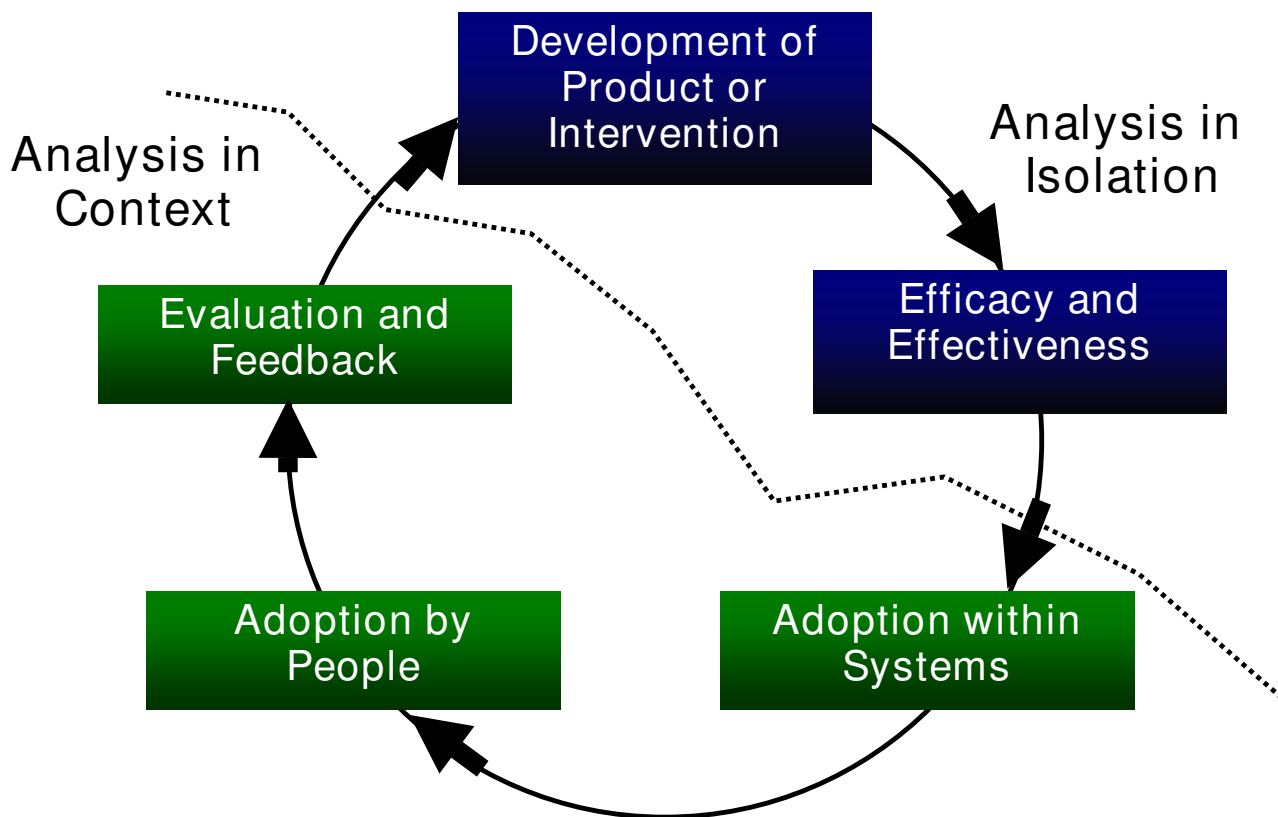 Development of
Product or
Intervention
Analysis in
Isolation
Analysis in
Context
Efficacy and
Effectiveness
Evaluation and
Feedback
Adoption within
Systems
Adoption by
People